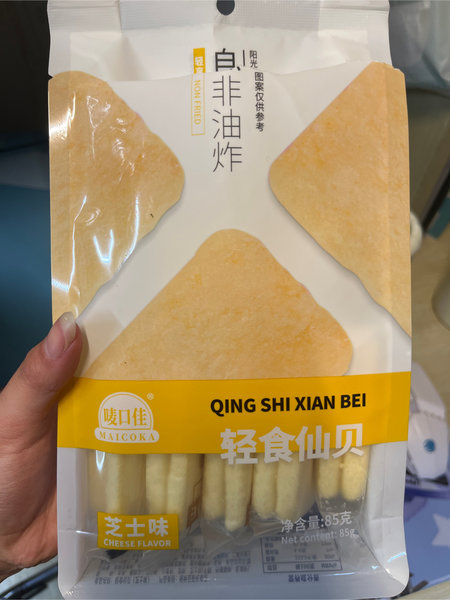 非油炸
NON FRIED
阳光
图案仅供参考
唛口佳
®
MAICOKA
QING SHI XIAN BEI
轻食仙贝
芝士味
CHEESE FLAVOR
净含量:85克
Net content: 85g